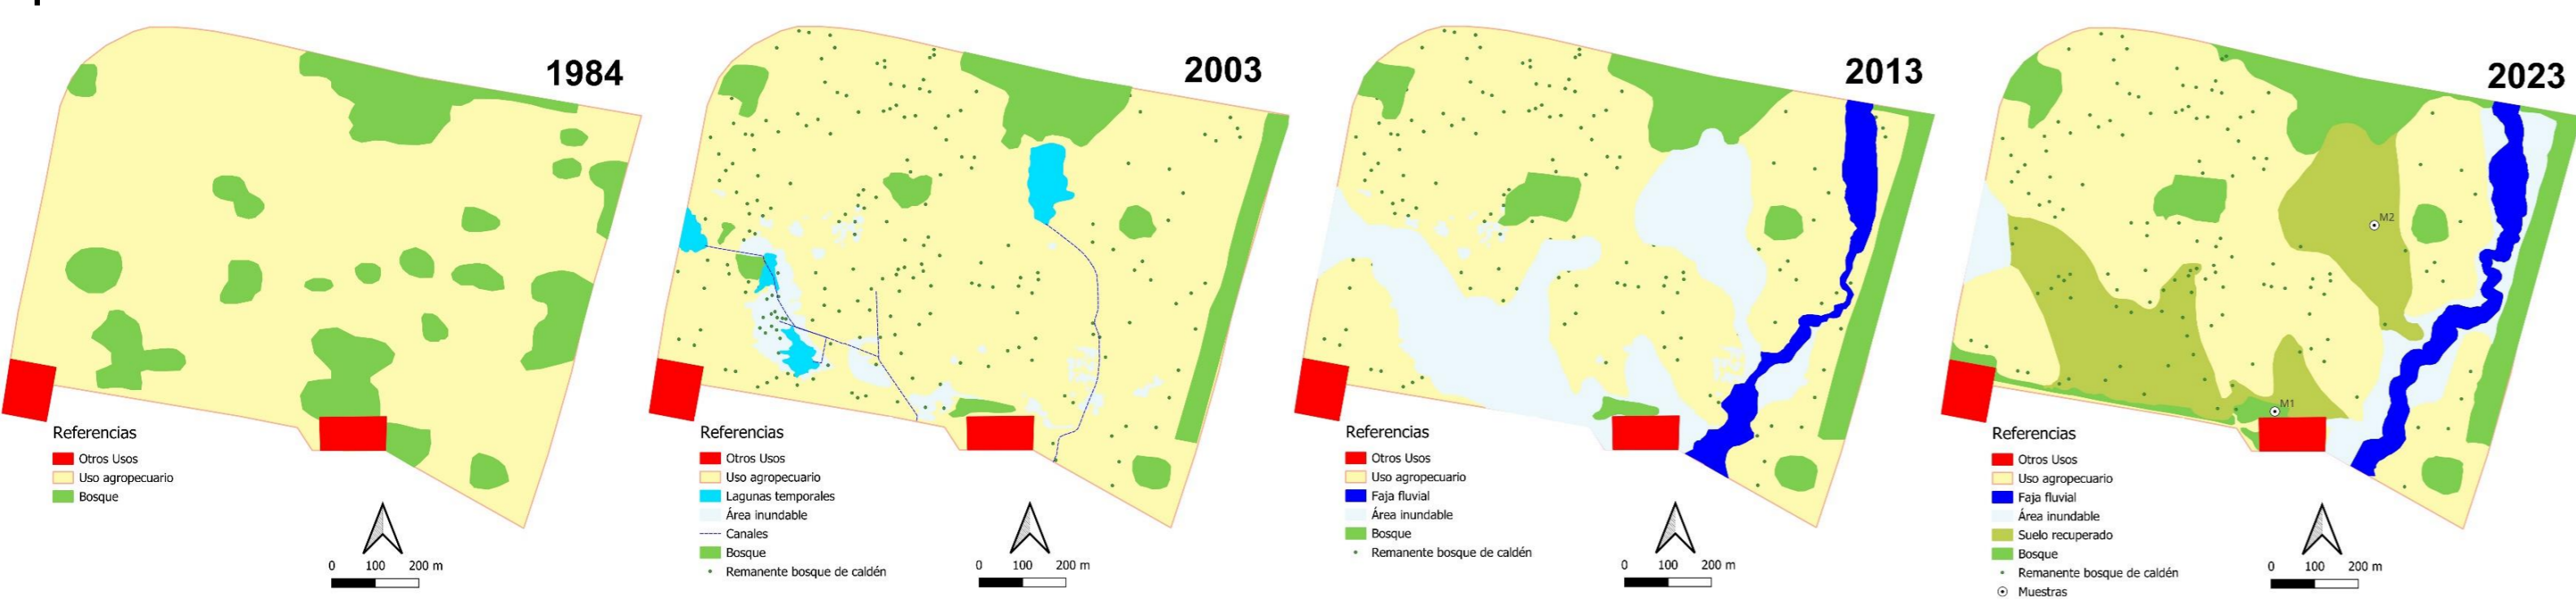 1984
Referencias
Otros Usos
Uso agropecuario
Bosque
0 100 200 m
2003
Referencias
Otros Usos
Uso agropecuario
Lagunas temporales
Área inundable
Canales
Bosque
Remanente bosque de caldén
0 100 200 m
2013
Referencias
Otros Usos
Uso agropecuario
Faja fluvial
Área inundable
Bosque
Remanente bosque de caldén
0 100 200 m
2023
M2
M1
Referencias
Otros Usos
Uso agropecuario
Faja fluvial
Área inundable
Suelo recuperado
Bosque
Remanente bosque de caldén
Muestras
0 100 200 m